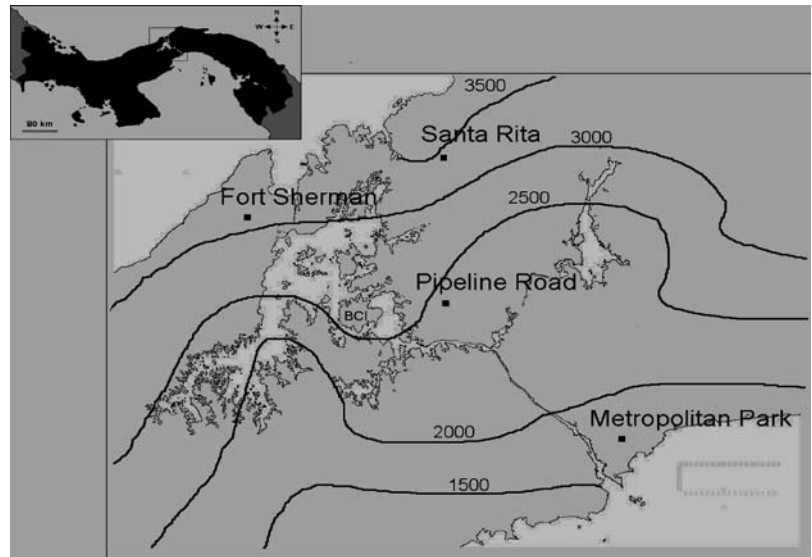 N
W E
S
80 km
3500
Santa Rita
3000
Fort Sherman
2500
Pipeline Road
BCI
Metropolitan Park
2000
1500